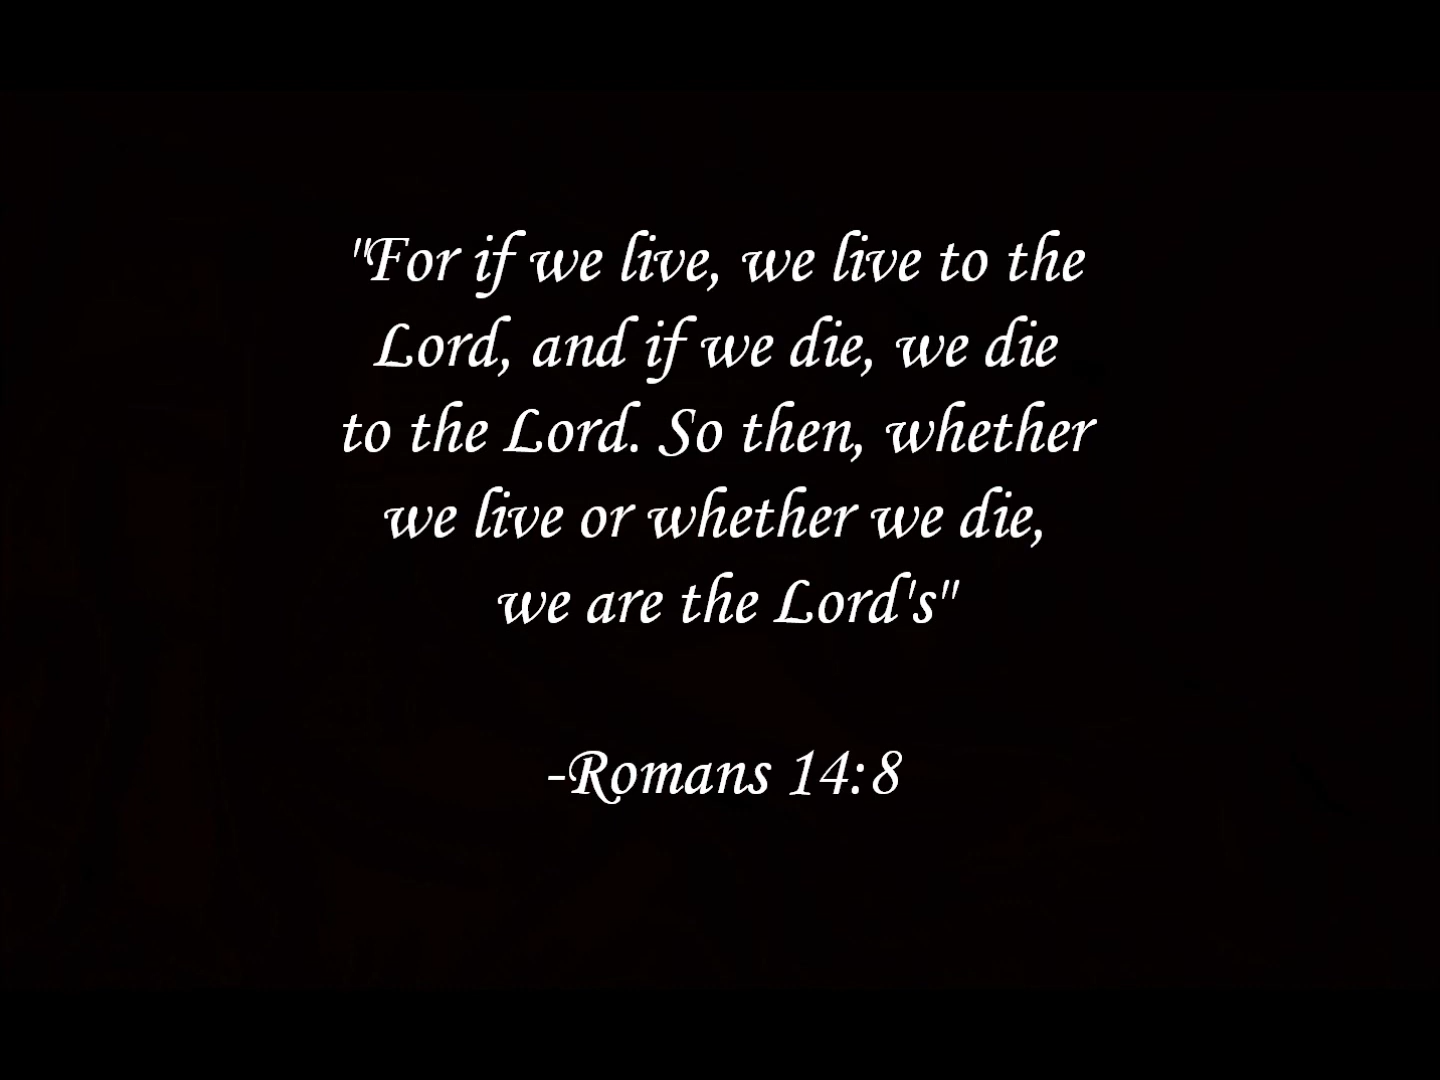 "For if we live, we live to the
Lord, and if we die, we die
to the Lord. So then, whether
we live or whether we die,
we are the Lord's"
-Romans 14:8